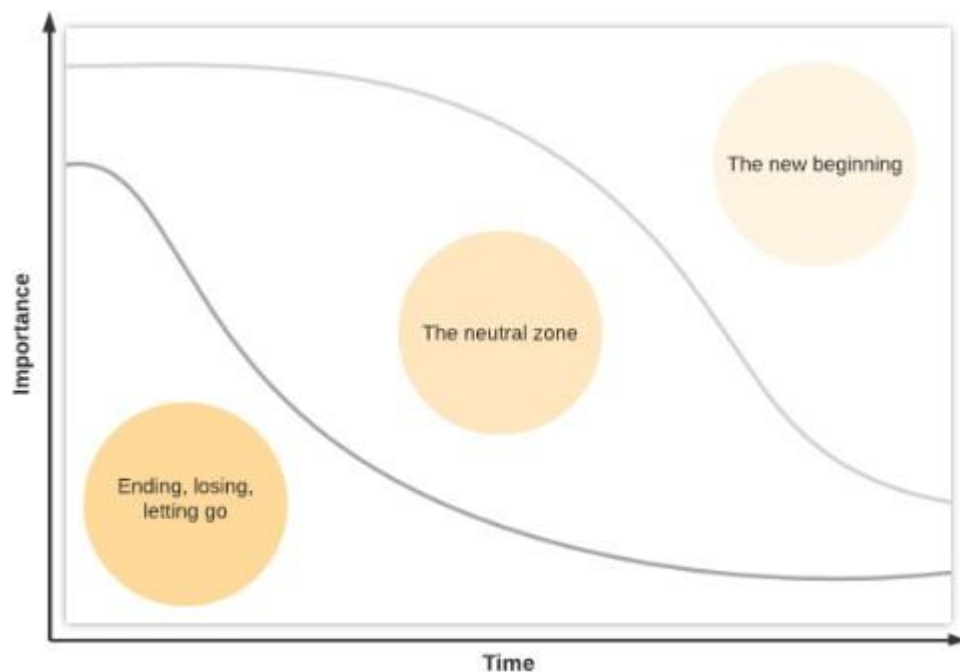 The new beginning
The neutral zone
Ending, losing,
letting go
Importance
Time